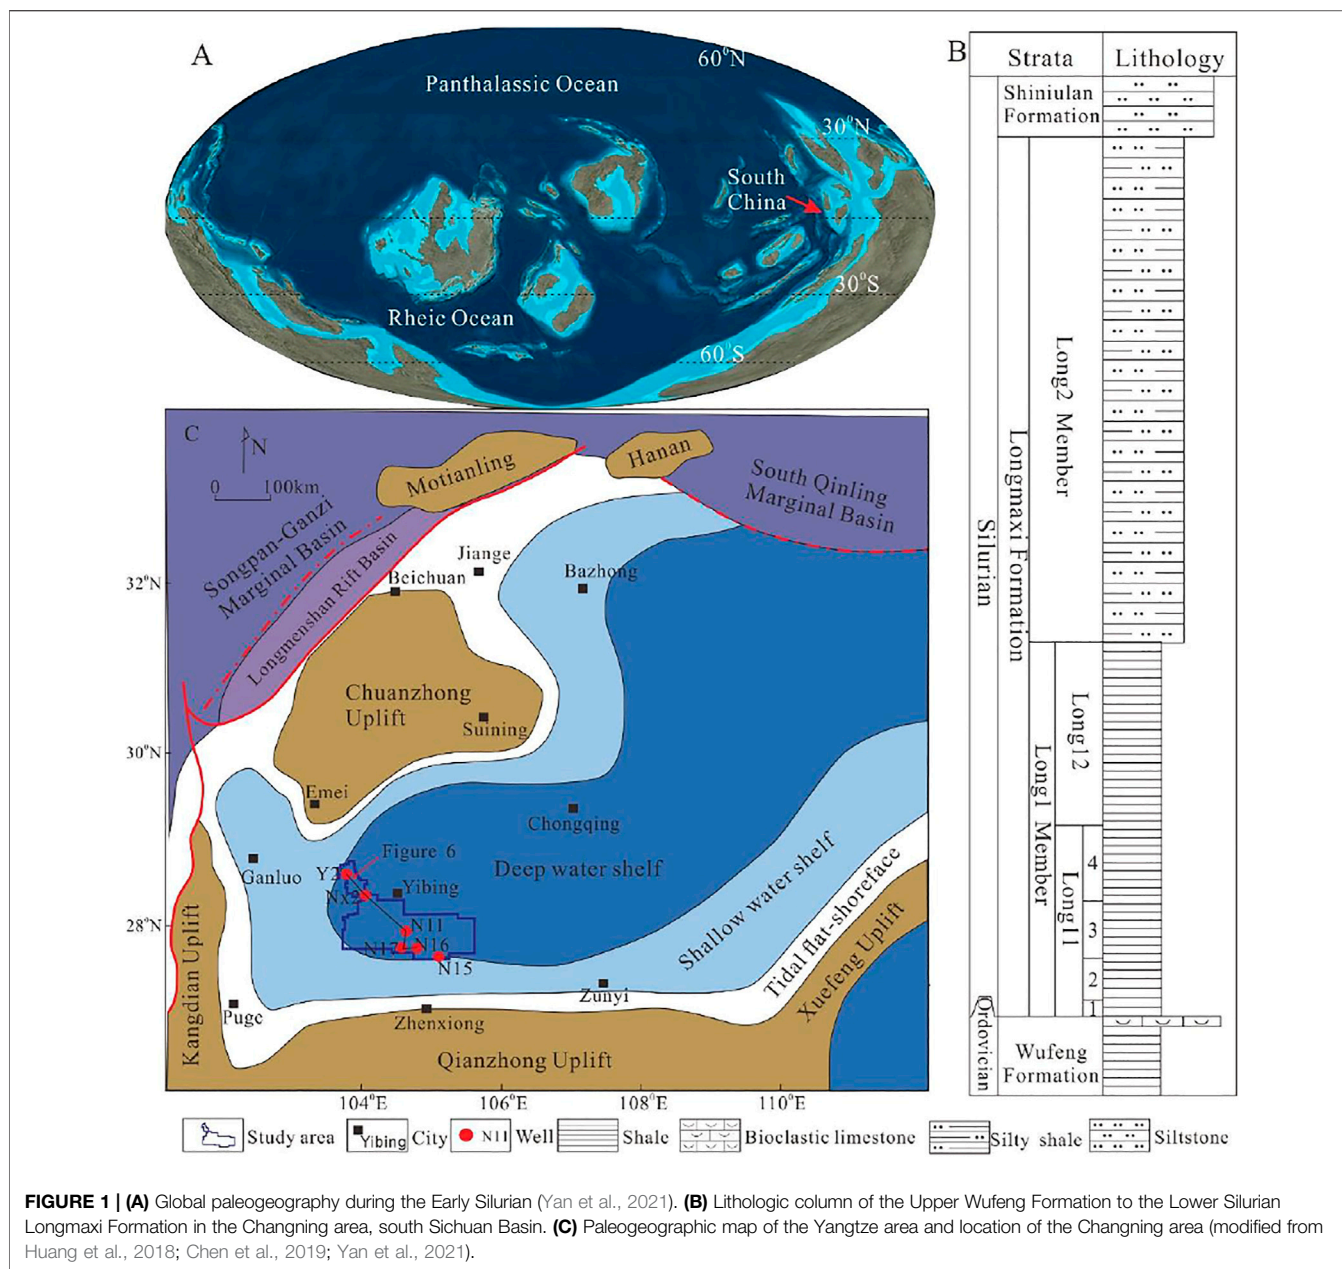 A
60°N
Panthalassic Ocean
30°N
South
China
30°S
Rheic Ocean
60°S
B
Strata
Lithology
Shiniulan
Formation
Silurian
Longmaxi Formation
Long2 Member
Long1 Member
Long12
Long11
4
3
2
1
Ordovician
Wufeng
Formation
C
N
0 100km
Motianling
Hanan
South Qinling
Marginal Basin
Songpan-Ganzi
Marginal Basin
Longmenshan Rift Basin
Jiange
Beichuan
Bazhong
32°N
Chuanzhong
Uplift
Suining
30°N
Emei
Chongqing
Figure 6
Ganluo
Y2
Yibing
Deep water shelf
Nx2
28°N
N11
N17
N16
N15
Shallow water shelf
Tidal flat-shoreface
Xuefeng Uplift
Kangdian Uplift
Puge
Zhenxiong
Zunyi
Qianzhong Uplift
104°E
106°E
108°E
110°E
Study area
Yibing
City
N11
Well
Shale
Bioclastic limestone
Silty shale
Siltstone
FIGURE 1 | (A) Global paleogeography during the Early Silurian (Yan et al., 2021). (B) Lithologic column of the Upper Wufeng Formation to the Lower Silurian
Longmaxi Formation in the Changning area, south Sichuan Basin. (C) Paleogeographic map of the Yangtze area and location of the Changning area (modified from
Huang et al., 2018; Chen et al., 2019; Yan et al., 2021).